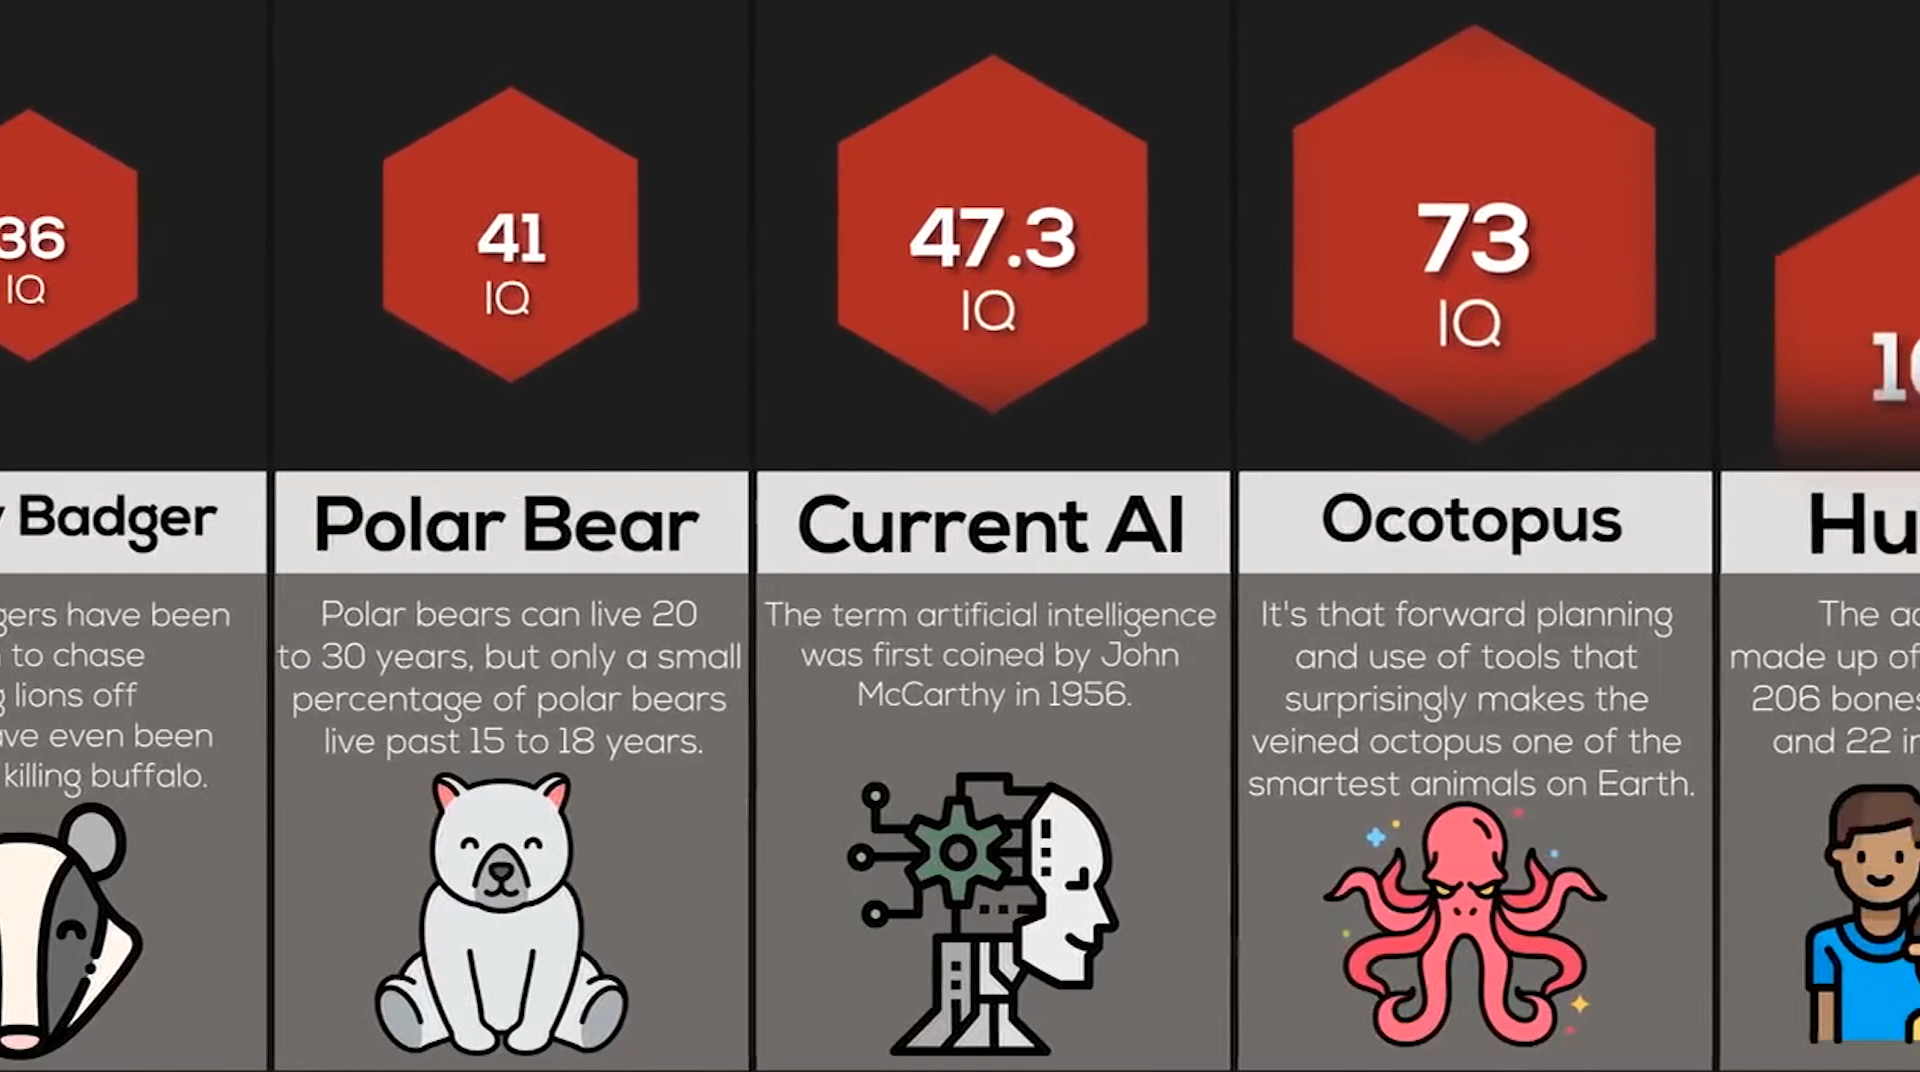 36
IQ
Badger
gers have been
to chase
lions off
ave even been
killing buffalo.
41
IQ
Polar Bear
Polar bears can live 20
to 30 years, but only a small
percentage of polar bears
live past 15 to 18 years.
47.3
IQ
Current AI
The term artificial intelligence
was first coined by John
McCarthy in 1956.
73
IQ
Ocotopus
It's that forward planning
and use of tools that
surprisingly makes the
veined octopus one of the
smartest animals on Earth.
Hu
The
made up of
206 bones
and 22